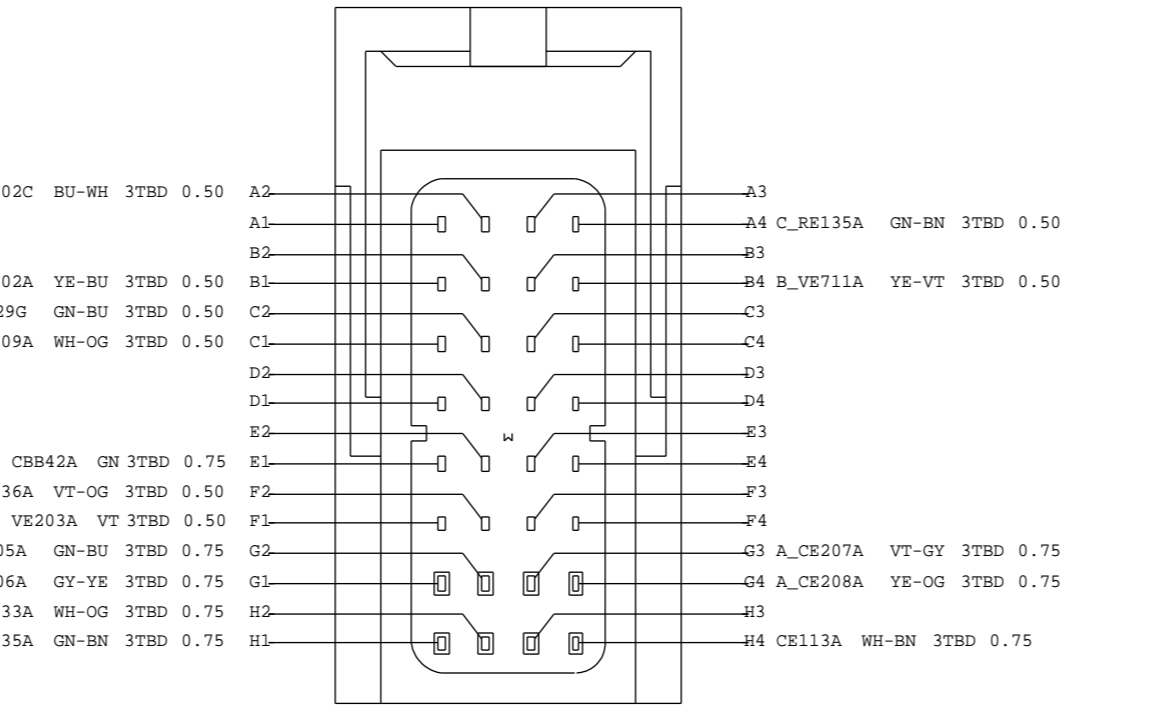 02C BU-WH 3TBD 0.50 A2 A3
A1 A4 C_RE135A GN-BN 3TBD 0.50
B2 B3
02A YE-BU 3TBD 0.50 B1 B4 B_VE711A YE-VT 3TBD 0.50
29G GN-BU 3TBD 0.50 C2 C3
09A WH-OG 3TBD 0.50 C1 C4
D2 D3
D1 D4
E2 E3
CBB42A GN 3TBD 0.75 E1 E4
36A VT-OG 3TBD 0.50 F2 F3
VE203A VT 3TBD 0.50 F1 F4
05A GN-BU 3TBD 0.75 G2 G3 A_CE207A VT-GY 3TBD 0.75
06A GY-YE 3TBD 0.75 G1 G4 A_CE208A YE-OG 3TBD 0.75
33A WH-OG 3TBD 0.75 H2 H3
35A GN-BN 3TBD 0.75 H1 H4 CE113A WH-BN 3TBD 0.75